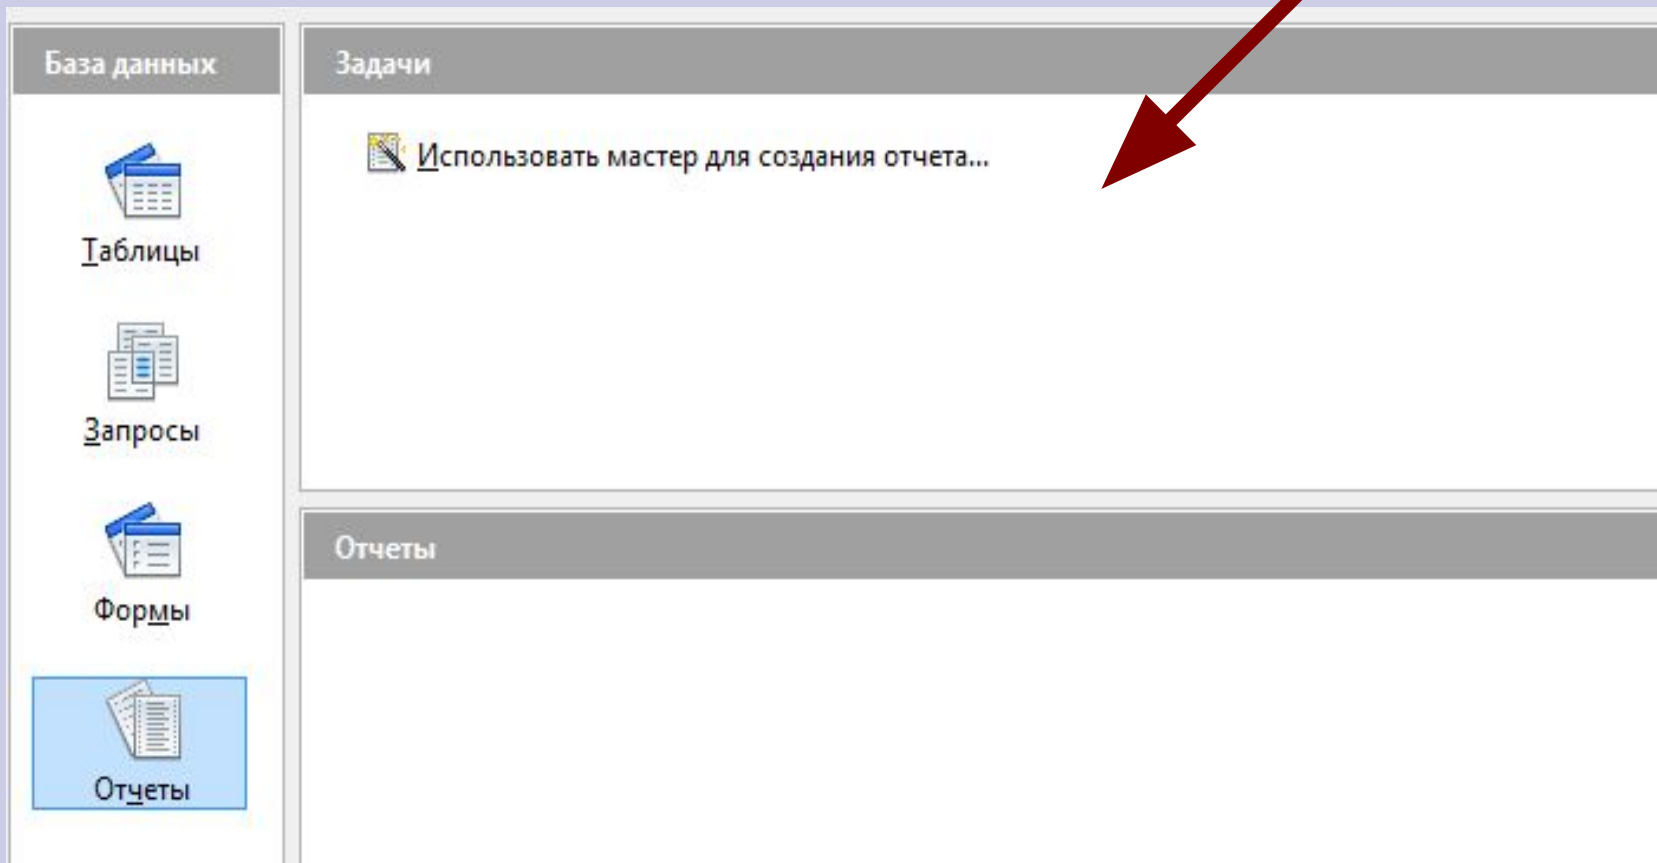 База данных
Таблицы
Запросы
Формы
Отчеты
Задачи
Использовать мастер для создания отчета...
Отчеты